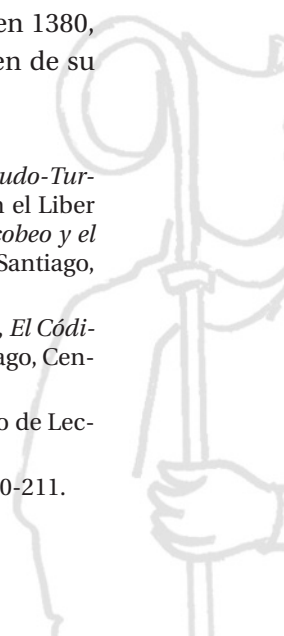 en 1380,
en de su
udo-Tur-
n el Liber
cobeo y el
Santiago,
, El Códi-
ago, Cen-
o de Lec-
0-211.